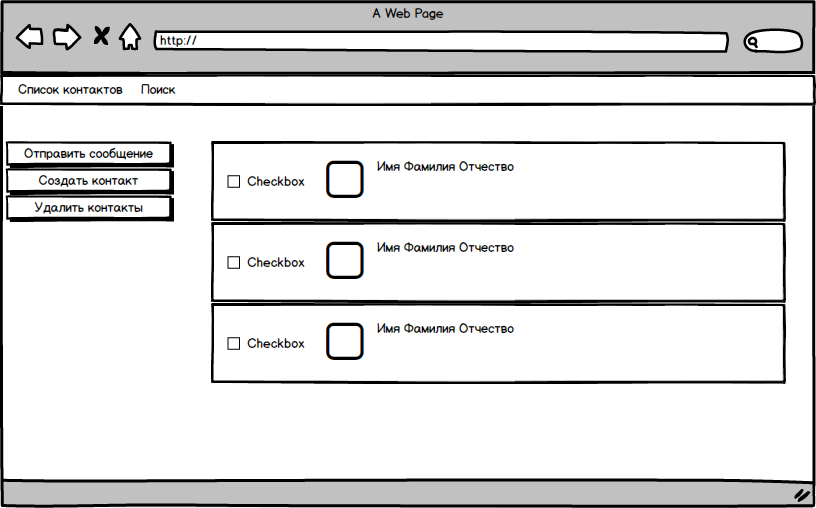 A Web Page
http://
Список контактов Поиск
Отправить сообщение
Создать контакт
Удалить контакты
Checkbox
Имя Фамилия Отчество
Checkbox
Имя Фамилия Отчество
Checkbox
Имя Фамилия Отчество